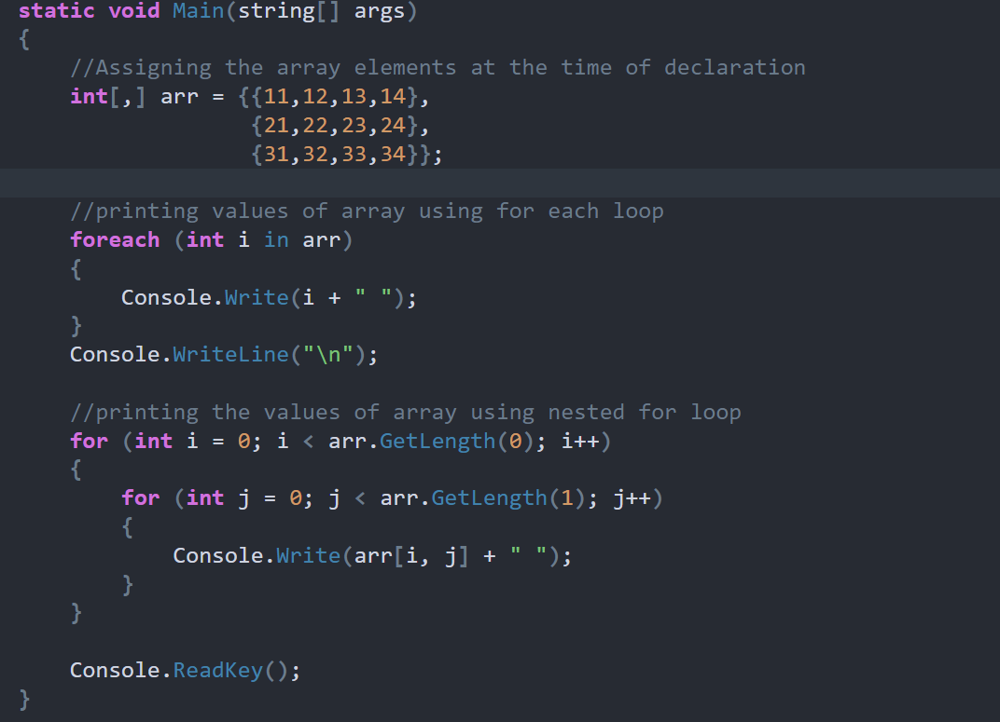 static void Main(string[] args)
{
    //Assigning the array elements at the time of declaration
    int[,] arr = {{11,12,13,14},
                  {21,22,23,24},
                  {31,32,33,34}};

    //printing values of array using for each loop
    foreach (int i in arr)
    {
        Console.Write(i + " ");
    }
    Console.WriteLine("\n");

    //printing the values of array using nested for loop
    for (int i = 0; i < arr.GetLength(0); i++)
    {
        for (int j = 0; j < arr.GetLength(1); j++)
        {
            Console.Write(arr[i, j] + " ");
        }
    }

    Console.ReadKey();
}